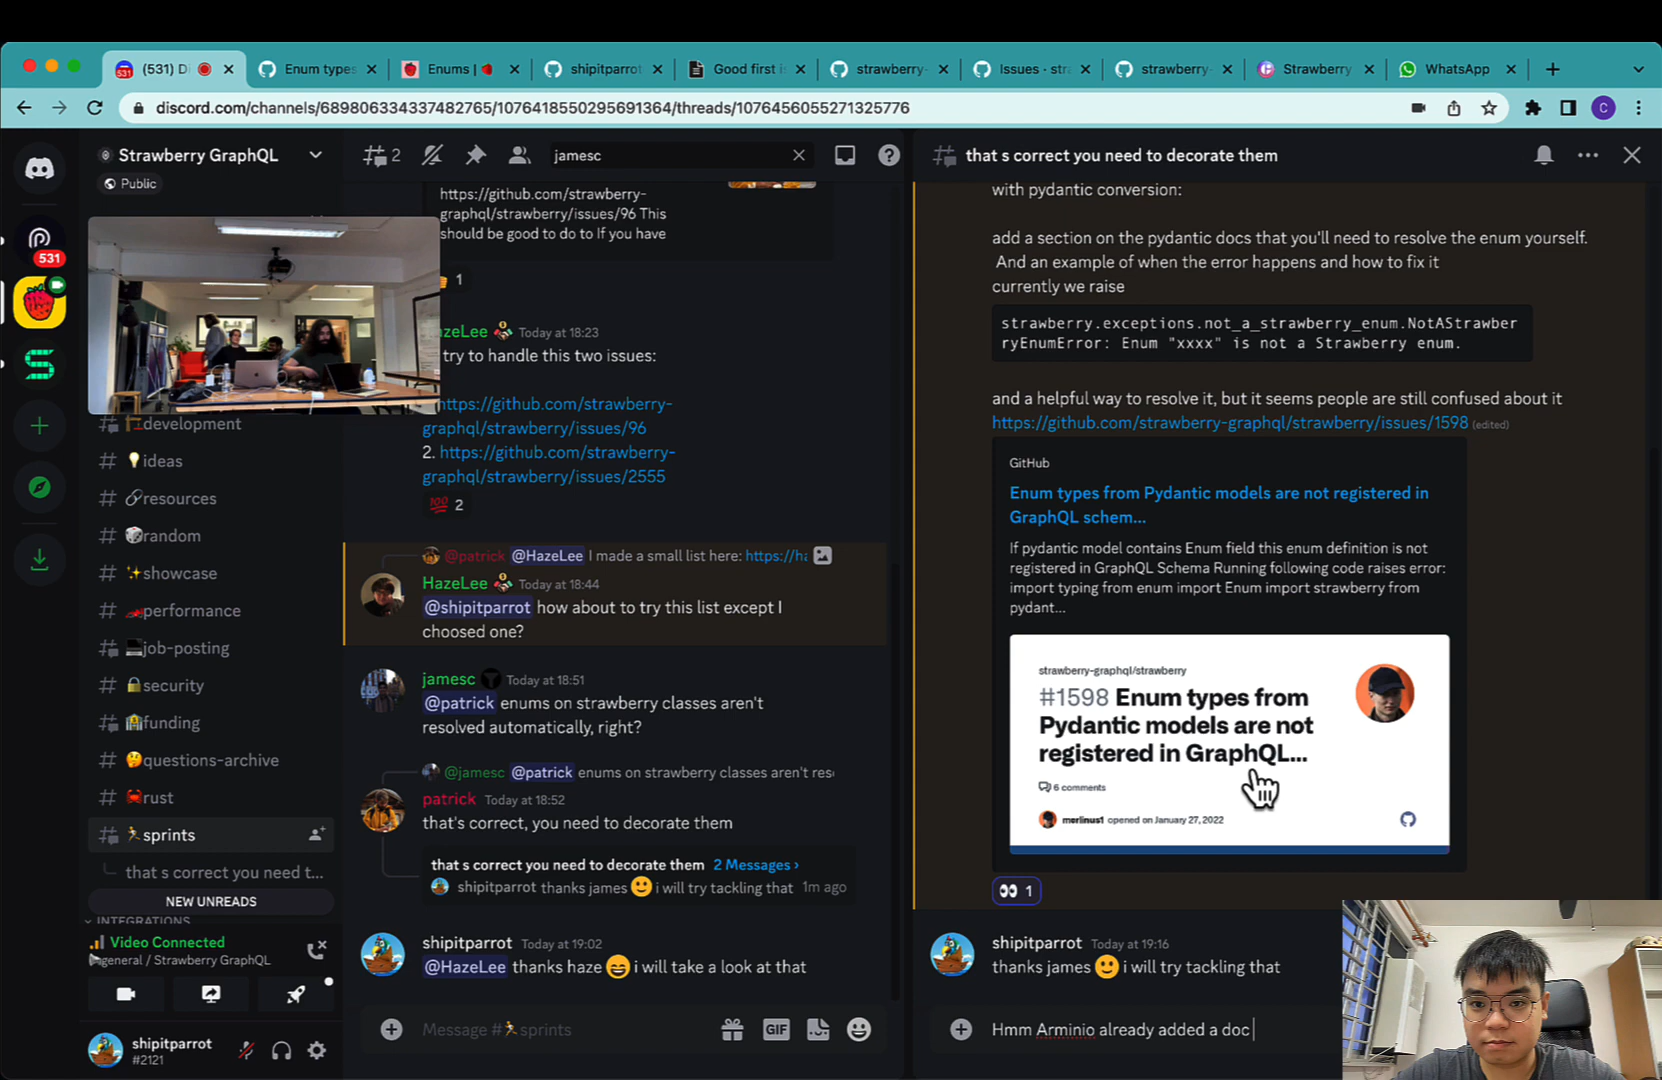 (531) Di
Enum types
Enums |
shipitparrot
Good first is
strawberry-
Issues · stra
strawberry-
Strawberry
WhatsApp
discord.com/channels/689806334337482765/1076418550295691364/threads/1076456055271325776
C
531
Strawberry GraphQL
Public
development
ideas
resources
random
showcase
performance
job-posting
security
funding
questions-archive
rust
sprints
that s correct you need t...
NEW UNREADS
INTEGRATIONS
Video Connected
general / Strawberry GraphQL
shipitparrot
#2121
2
jamesc
https://github.com/strawberry-
graphql/strawberry/issues/96 This
should be good to do to If you have
1
zeLee Today at 18:23
try to handle this two issues:
https://github.com/strawberry-
graphql/strawberry/issues/96
2. https://github.com/strawberry-
graphql/strawberry/issues/2555
100 2
@patrick @HazeLee I made a small list here: https://ha
HazeLee Today at 18:44
@shipitparrot how about to try this list except I
choosed one?
jamesc Today at 18:51
@patrick enums on strawberry classes aren't
resolved automatically, right?
@jamesc @patrick enums on strawberry classes aren't res
patrick Today at 18:52
that's correct, you need to decorate them
that s correct you need to decorate them 2 Messages ›
shipitparrot thanks james i will try tackling that 1m ago
shipitparrot Today at 19:02
@HazeLee thanks haze i will take a look at that
Message # sprints
GIF
that s correct you need to decorate them
with pydantic conversion:
add a section on the pydantic docs that you'll need to resolve the enum yourself.
And an example of when the error happens and how to fix it
currently we raise
strawberry.exceptions.not_a_strawberry_enum.NotAStrawber
ryEnumError: Enum "xxxx" is not a Strawberry enum.
and a helpful way to resolve it, but it seems people are still confused about it
https://github.com/strawberry-graphql/strawberry/issues/1598 (edited)
GitHub
Enum types from Pydantic models are not registered in
GraphQL schem...
If pydantic model contains Enum field this enum definition is not
registered in GraphQL Schema Running following code raises error:
import typing from enum import Enum import strawberry from
pydant...
strawberry-graphql/strawberry
#1598 Enum types from
Pydantic models are not
registered in GraphQL...
6 comments
merlinus1 opened on January 27, 2022
1
shipitparrot Today at 19:16
thanks james i will try tackling that
Hmm Arminio already added a doc